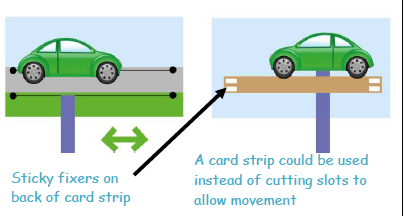 Sticky fixers on
back of card strip
A card strip could be used
instead of cutting slots to
allow movement